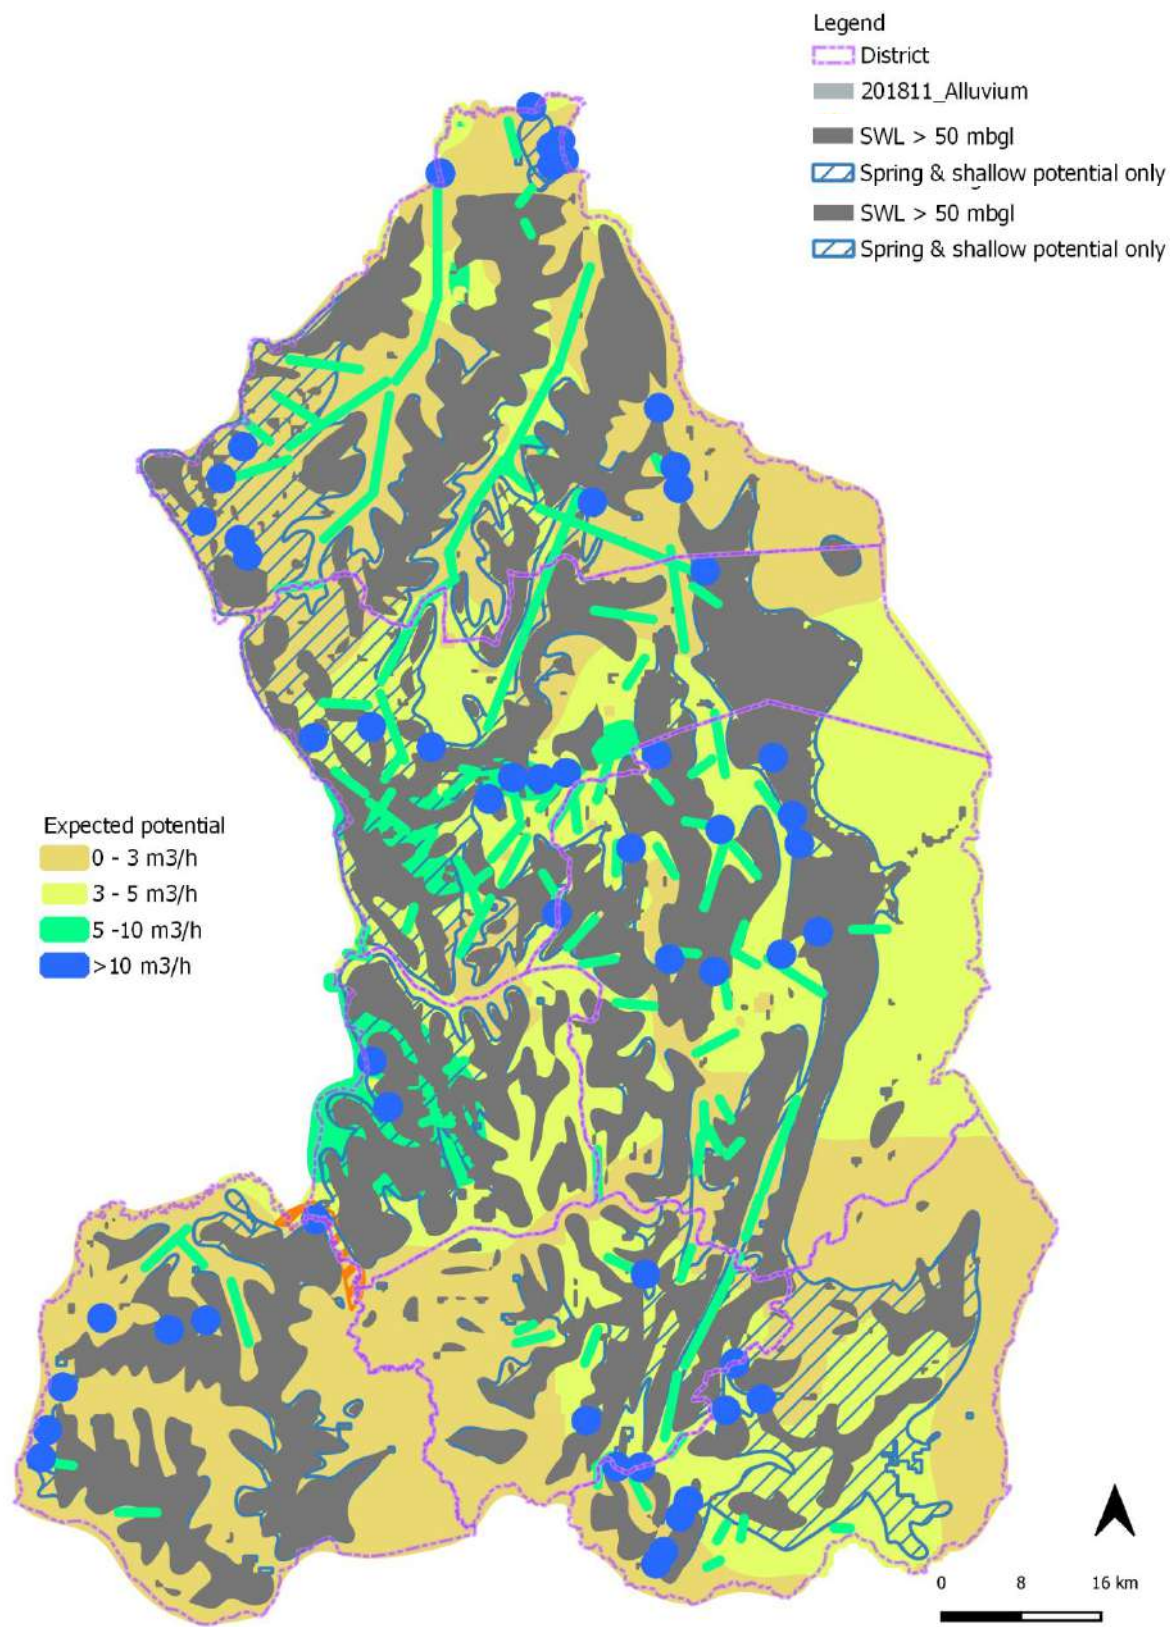 Legend
District
201811_Alluvium
SWL > 50 mbgl
Spring & shallow potential only
SWL > 50 mbgl
Spring & shallow potential only
Expected potential
0 - 3 m3/h
3 - 5 m3/h
5 -10 m3/h
>10 m3/h
0 8 16 km